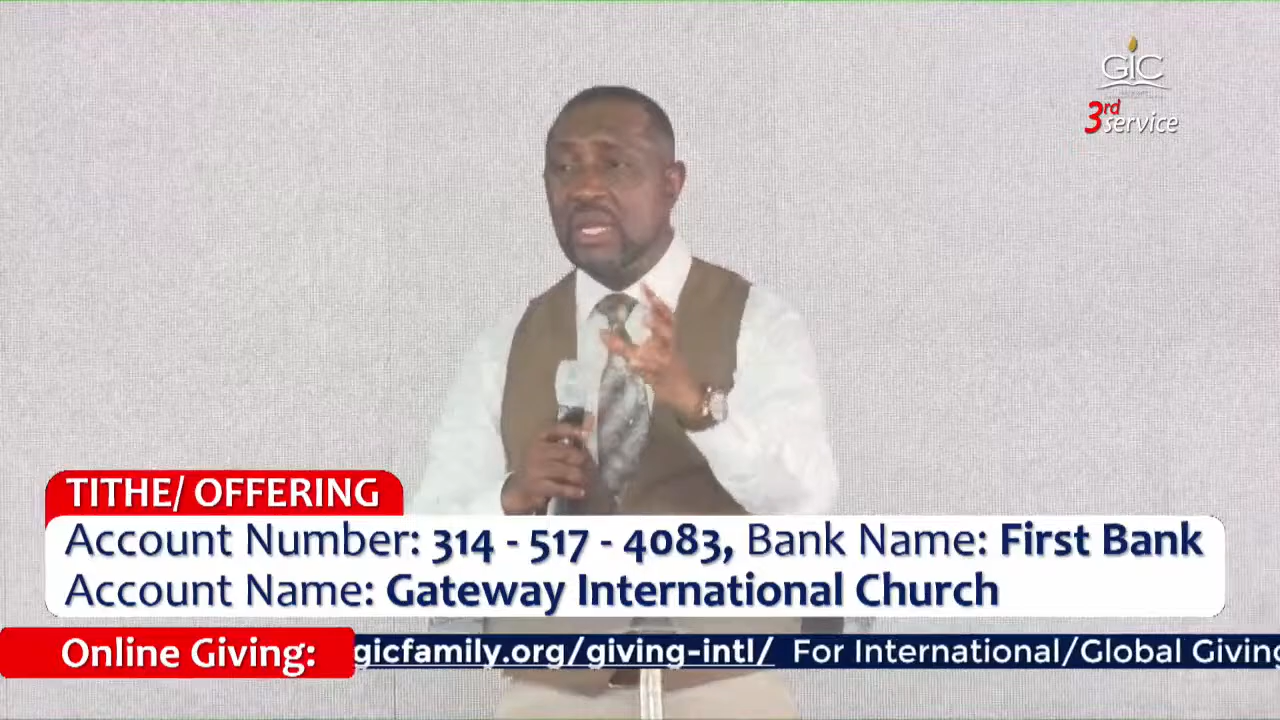 GIC
3rd
service
TITHE/ OFFERING
Account Number: 314 - 517 - 4083, Bank Name: First Bank
Account Name: Gateway International Church
Online Giving: gicfamily.org/giving-intl/ For International/Global Giving